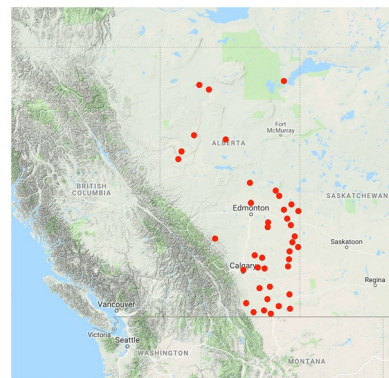 Fort
McMurray
ALBERTA
BRITISH
COLUMBIA
Edmonton
SASKATCHEWAN
Saskatoon
Calgary
Regina
Vancouver
Victoria
Seattle
WASHINGTON
MONTANA